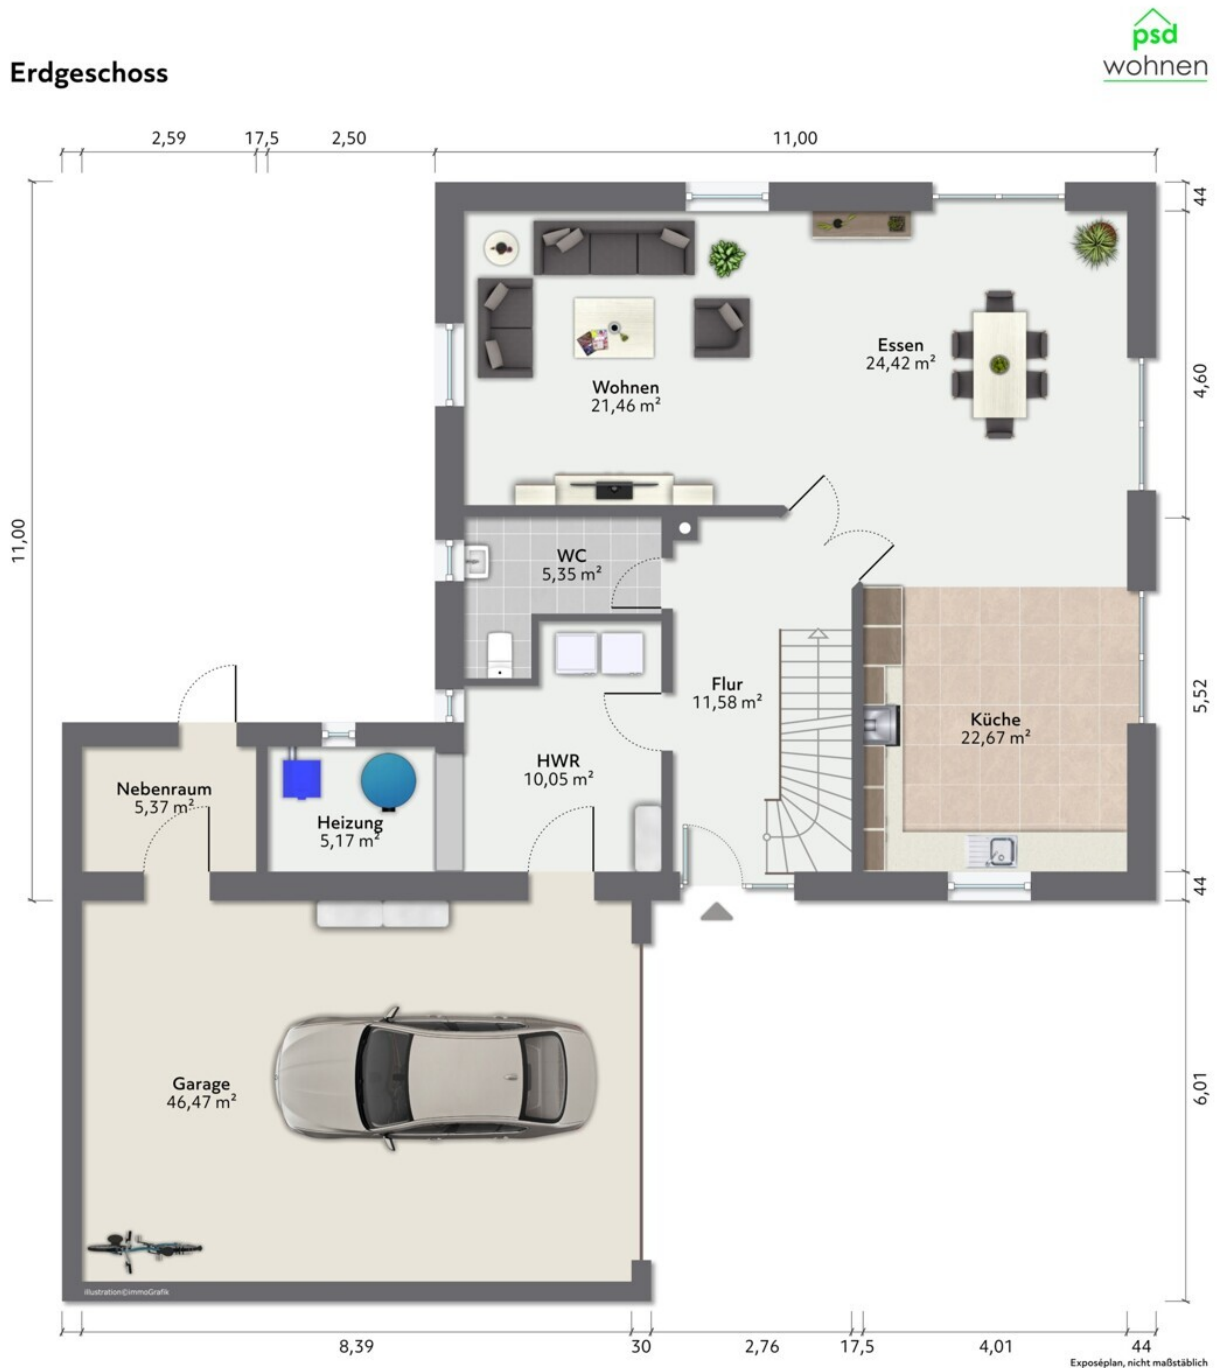 psd
wohnen
Erdgeschoss
2,59
17,5
2,50
11,00
44
11,00
Essen
24,42 m²
4,60
Wohnen
21,46 m²
WC
5,35 m²
Flur
11,58 m²
5,52
Küche
22,67 m²
HWR
10,05 m²
Nebenraum
5,37 m²
Heizung
5,17 m²
44
Garage
46,47 m²
6,01
Illustration©immoGrafik
8,39
30
2,76
17,5
4,01
44
Exposéplan, nicht maßstäblich